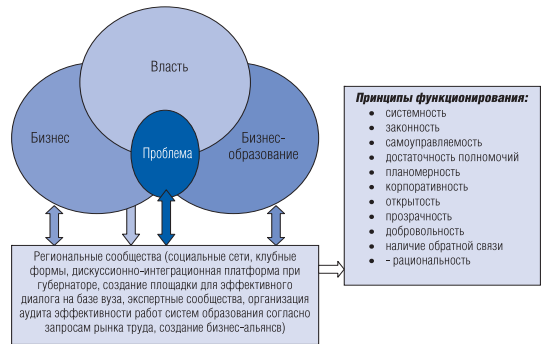 Власть
Бизнес
Бизнес-
образование
Проблема
Региональные сообщества (социальные сети, клубные
формы, дискуссионно-интеграционная платформа при
губернаторе, создание площадки для эффективного
диалога на базе вуза, экспертные сообщества, организация
аудита эффективности работ систем образования согласно
запросам рынка труда, создание бизнес-альянсв)
Принципы функционирования:
• системность
• законность
• самоуправляемость
• достаточность полномочий
• планомерность
• корпоративность
• открытость
• прозрачность
• добровольность
• наличие обратной связи
• - рациональность